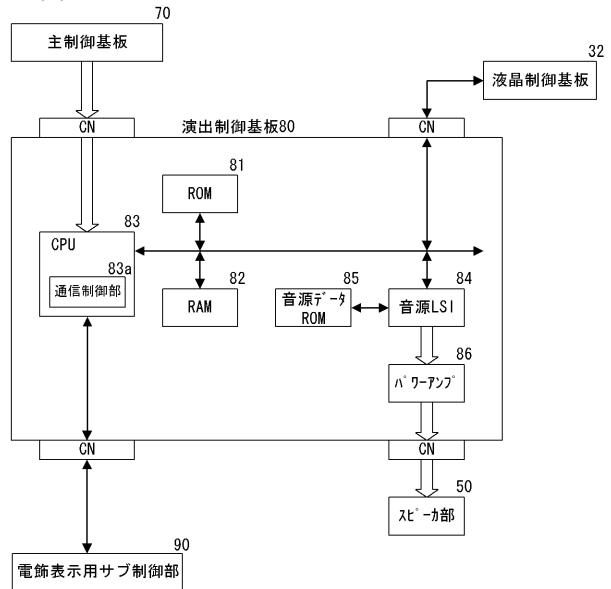 70
主制御基板
32
液晶制御基板
CN
演出制御基板80
CN
81
ROM
83
CPU
83a
通信制御部
82
RAM
85
音源データ
ROM
84
音源LSI
86
パワーアンプ
CN
CN
50
スピーカ部
90
電飾表示用サブ制御部